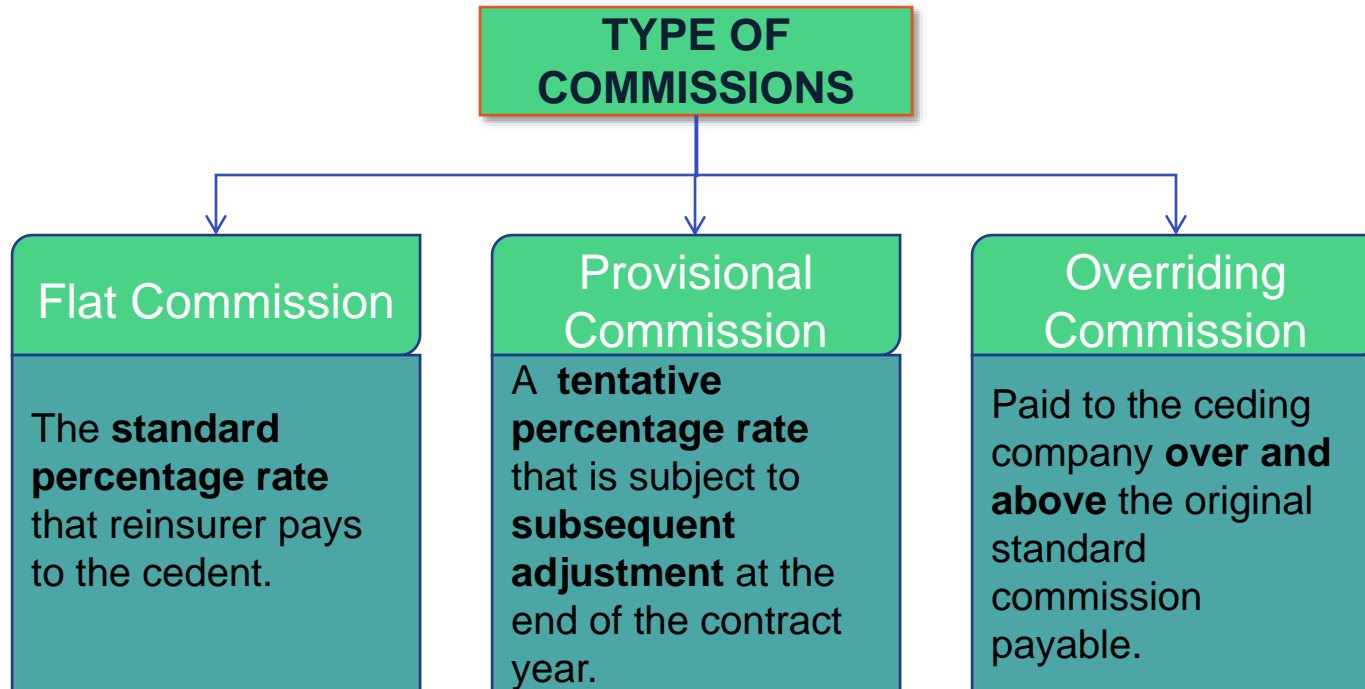 TYPE OF
COMMISSIONS
Flat Commission
The standard
percentage rate
that reinsurer pays
to the cedent.
Provisional
Commission
A tentative
percentage rate
that is subject to
subsequent
adjustment at the
end of the contract
year.
Overriding
Commission
Paid to the ceding
company over and
above the original
standard
commission
payable.